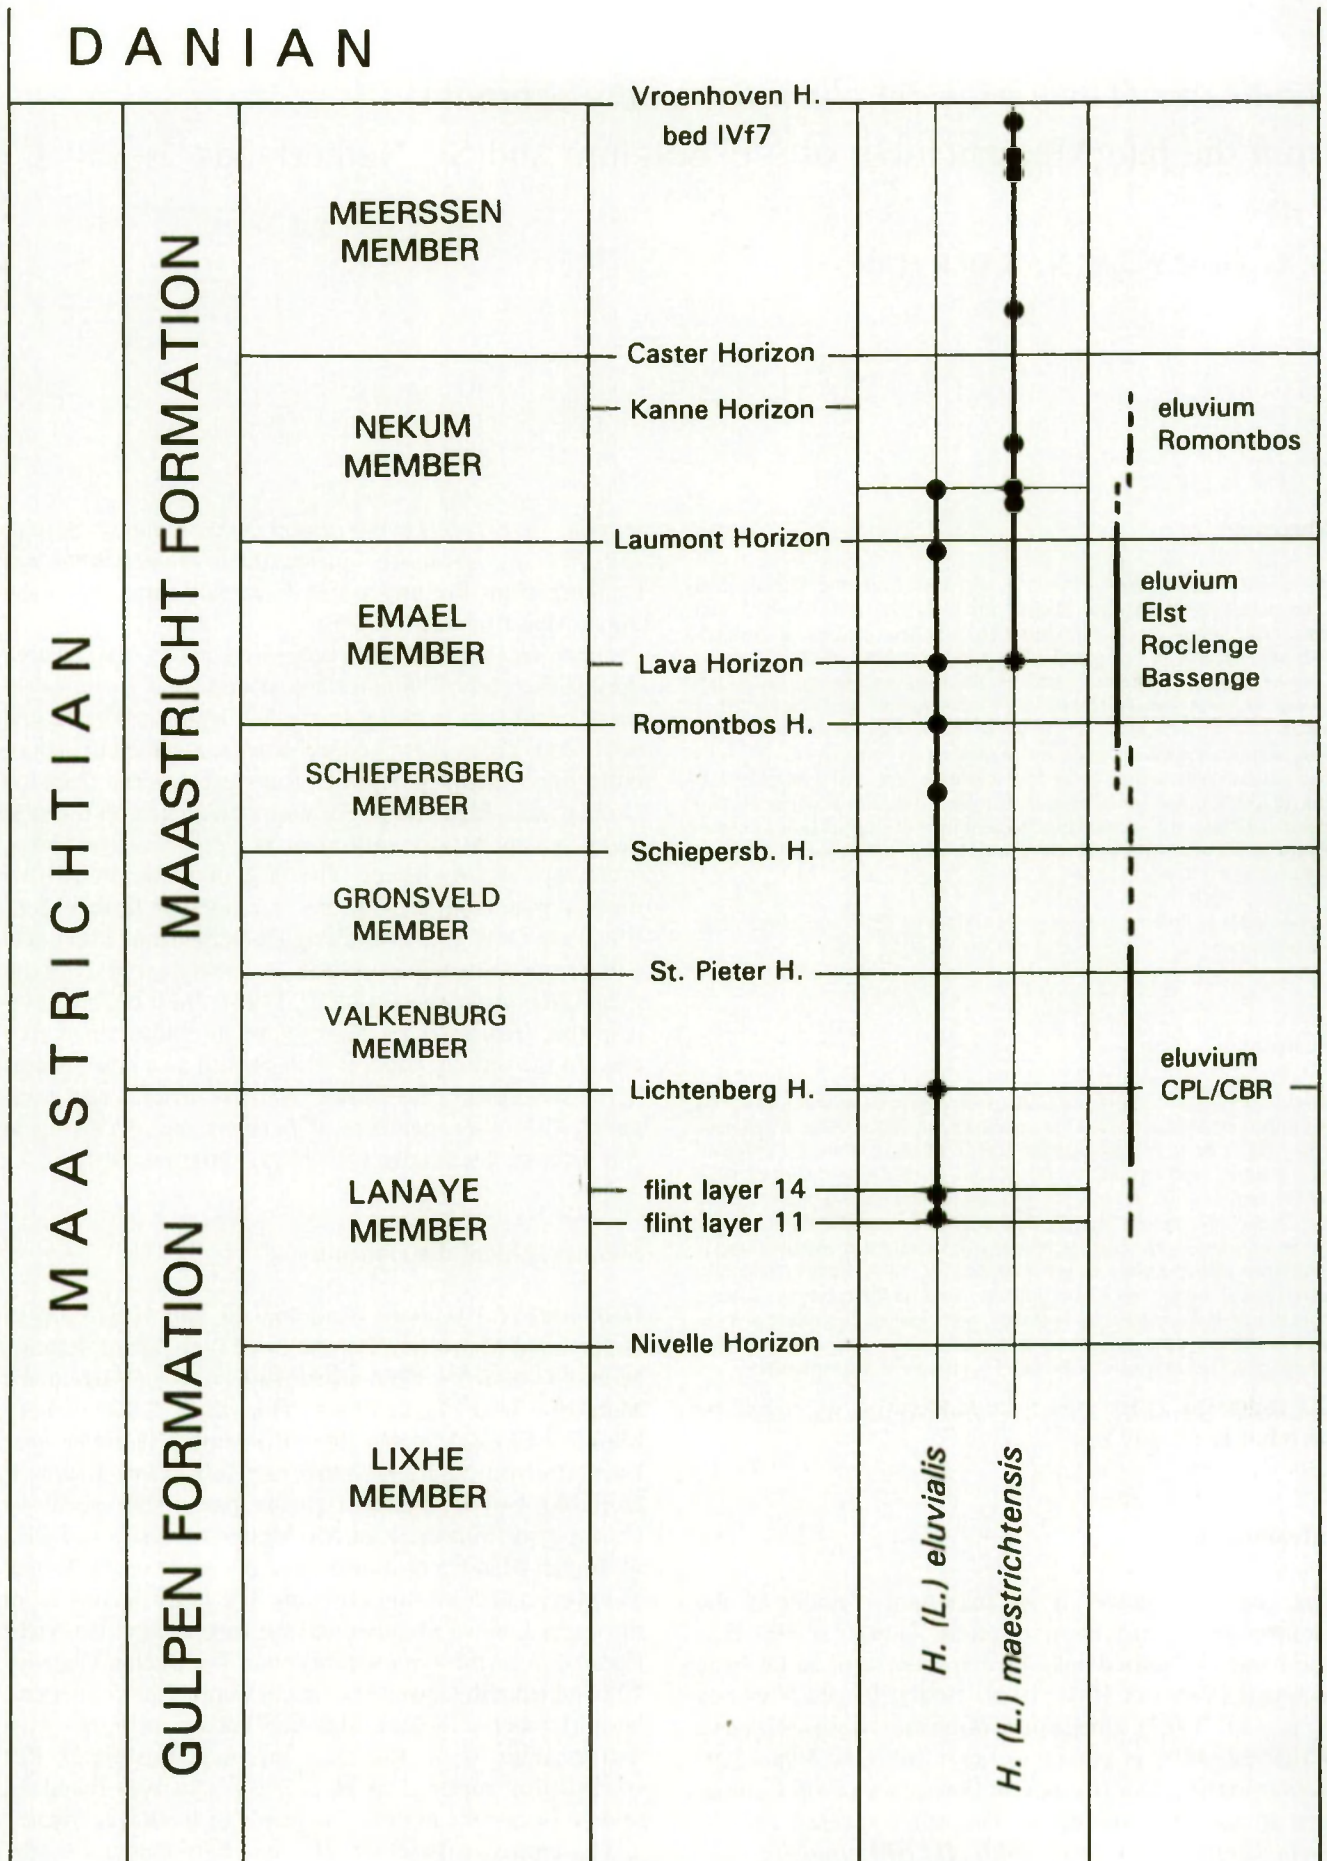 DANIAN
MAASTRICHTIAN
MAASTRICHT FORMATION
GULPEN FORMATION
MEERSSEN
MEMBER
NEKUM
MEMBER
EMAEL
MEMBER
SCHIEPERSBERG
MEMBER
GRONSVELD
MEMBER
VALKENBURG
MEMBER
LANAYE
MEMBER
LIXHE
MEMBER
Vroenhoven H.
bed IVf7
Caster Horizon
Kanne Horizon
Laumont Horizon
Lava Horizon
Romontbos H.
Schiepersb. H.
St. Pieter H.
Lichtenberg H.
flint layer 14
flint layer 11
Nivelle Horizon
H. (L.) eluvialis
H. (L.) maestrichtensis
eluvium
Romontbos
eluvium
Elst
Roclenge
Bassenge
eluvium
CPL/CBR